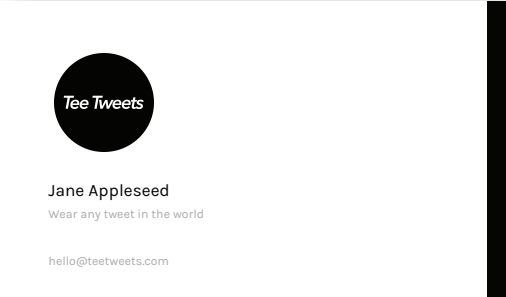 Tee Tweets
Jane Appleseed
Wear any tweet in the world
hello@teetweets.com